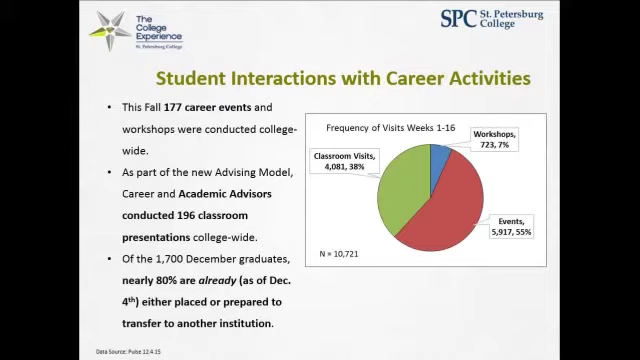 The
College
Experience
St. Petersburg College
SPC St. Petersburg
College
Student Interactions with Career Activities
• This Fall 177 career events and
workshops were conducted college-
wide.
• As part of the new Advising Model,
Career and Academic Advisors
conducted 196 classroom
presentations college-wide.
• Of the 1,700 December graduates,
nearly 80% are already (as of Dec.
4th) either placed or prepared to
transfer to another institution.
Frequency of Visits Weeks 1-16
Workshops,
723, 7%
Classroom Visits,
4,081, 38%
Events,
5,917, 55%
N = 10,721
Data Source: Pulse 12.4.15